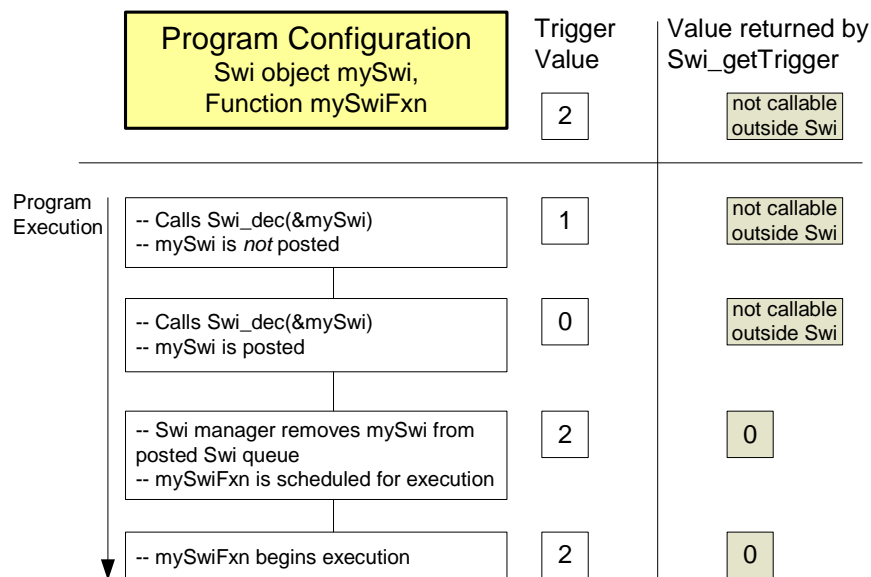 Program Configuration
Swi object mySwi,
Function mySwiFxn
Trigger
Value
Value returned by
Swi_getTrigger
2
not callable
outside Swi
Program
Execution
-- Calls Swi_dec(&mySwi)
-- mySwi is not posted
1
not callable
outside Swi
-- Calls Swi_dec(&mySwi)
-- mySwi is posted
0
not callable
outside Swi
-- Swi manager removes mySwi from
posted Swi queue
-- mySwiFxn is scheduled for execution
2
0
-- mySwiFxn begins execution
2
0